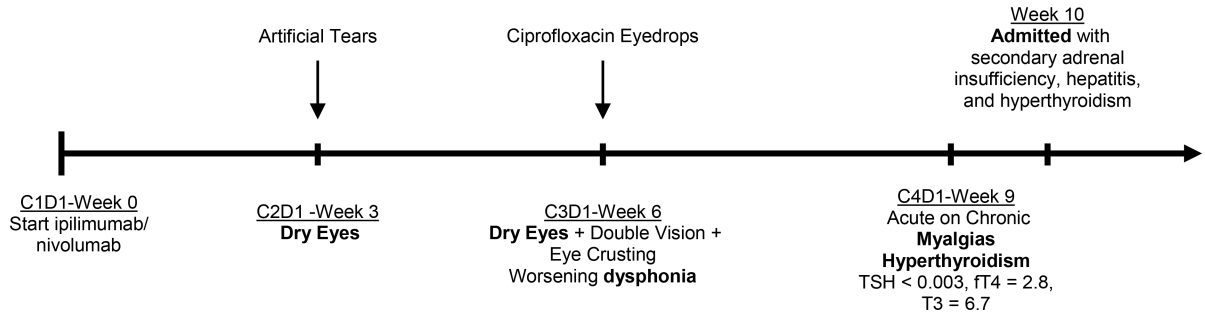 Artificial Tears
Ciprofloxacin Eyedrops
Week 10
Admitted with
secondary adrenal
insufficiency, hepatitis,
and hyperthyroidism
C1D1-Week 0
Start ipilimumab/
nivolumab
C2D1 -Week 3
Dry Eyes
C3D1-Week 6
Dry Eyes + Double Vision +
Eye Crusting
Worsening dysphonia
C4D1-Week 9
Acute on Chronic
Myalgias
Hyperthyroidism
TSH < 0.003, fT4 = 2.8,
T3 = 6.7